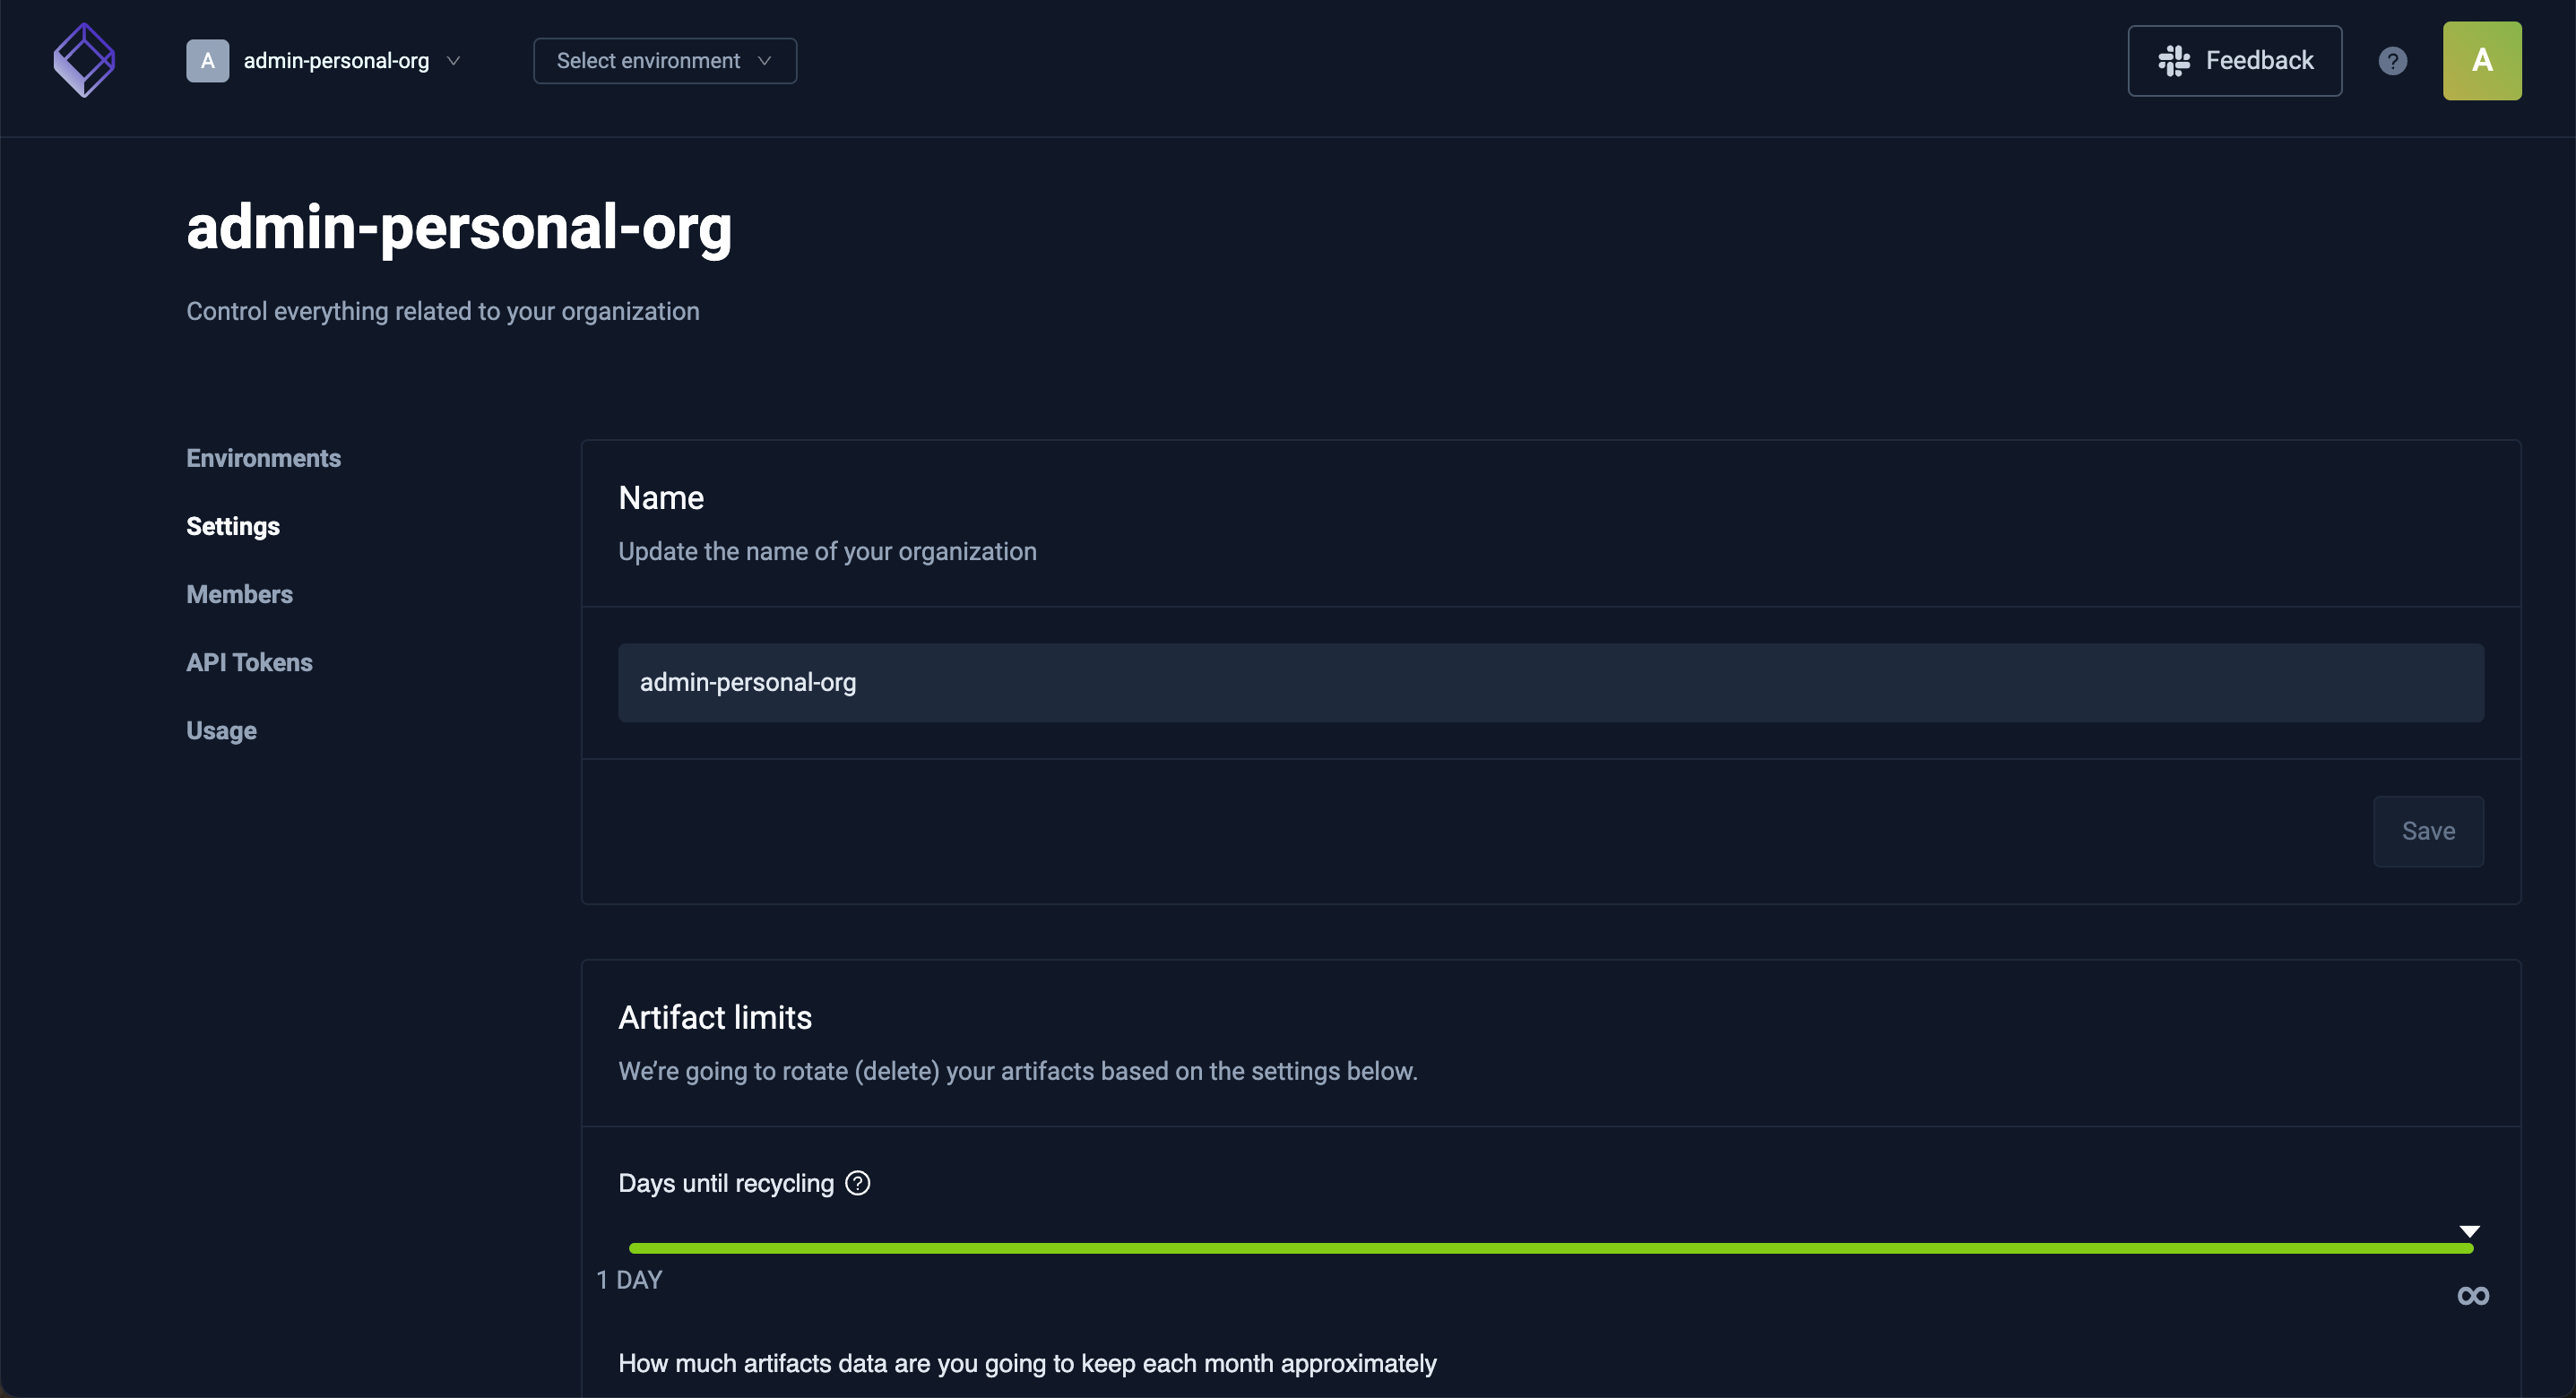 A admin-personal-org
Select environment
Feedback
?
A
admin-personal-org
Control everything related to your organization
Environments
Settings
Members
API Tokens
Usage
Name
Update the name of your organization
admin-personal-org
Save
Artifact limits
We’re going to rotate (delete) your artifacts based on the settings below.
Days until recycling ?
1 DAY
∞
How much artifacts data are you going to keep each month approximately